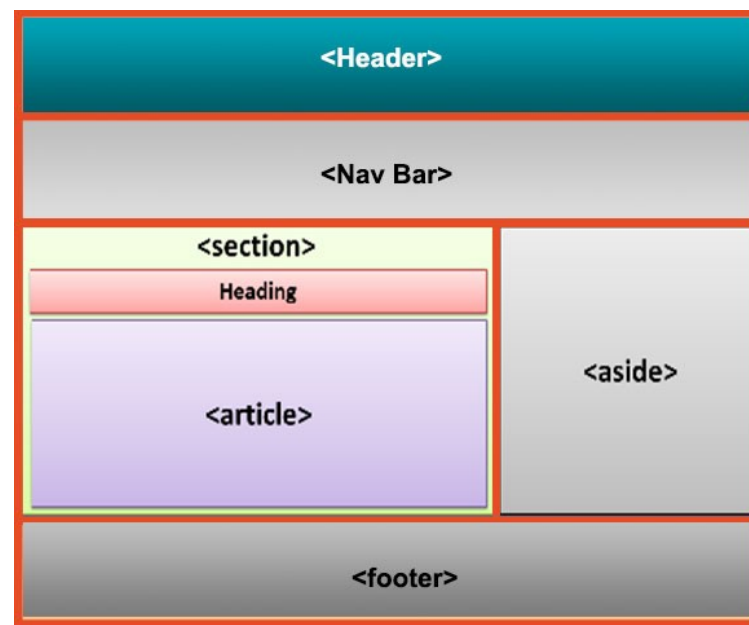 <Header>
<Nav Bar>
<section>
Heading
<article>
<aside>
<footer>